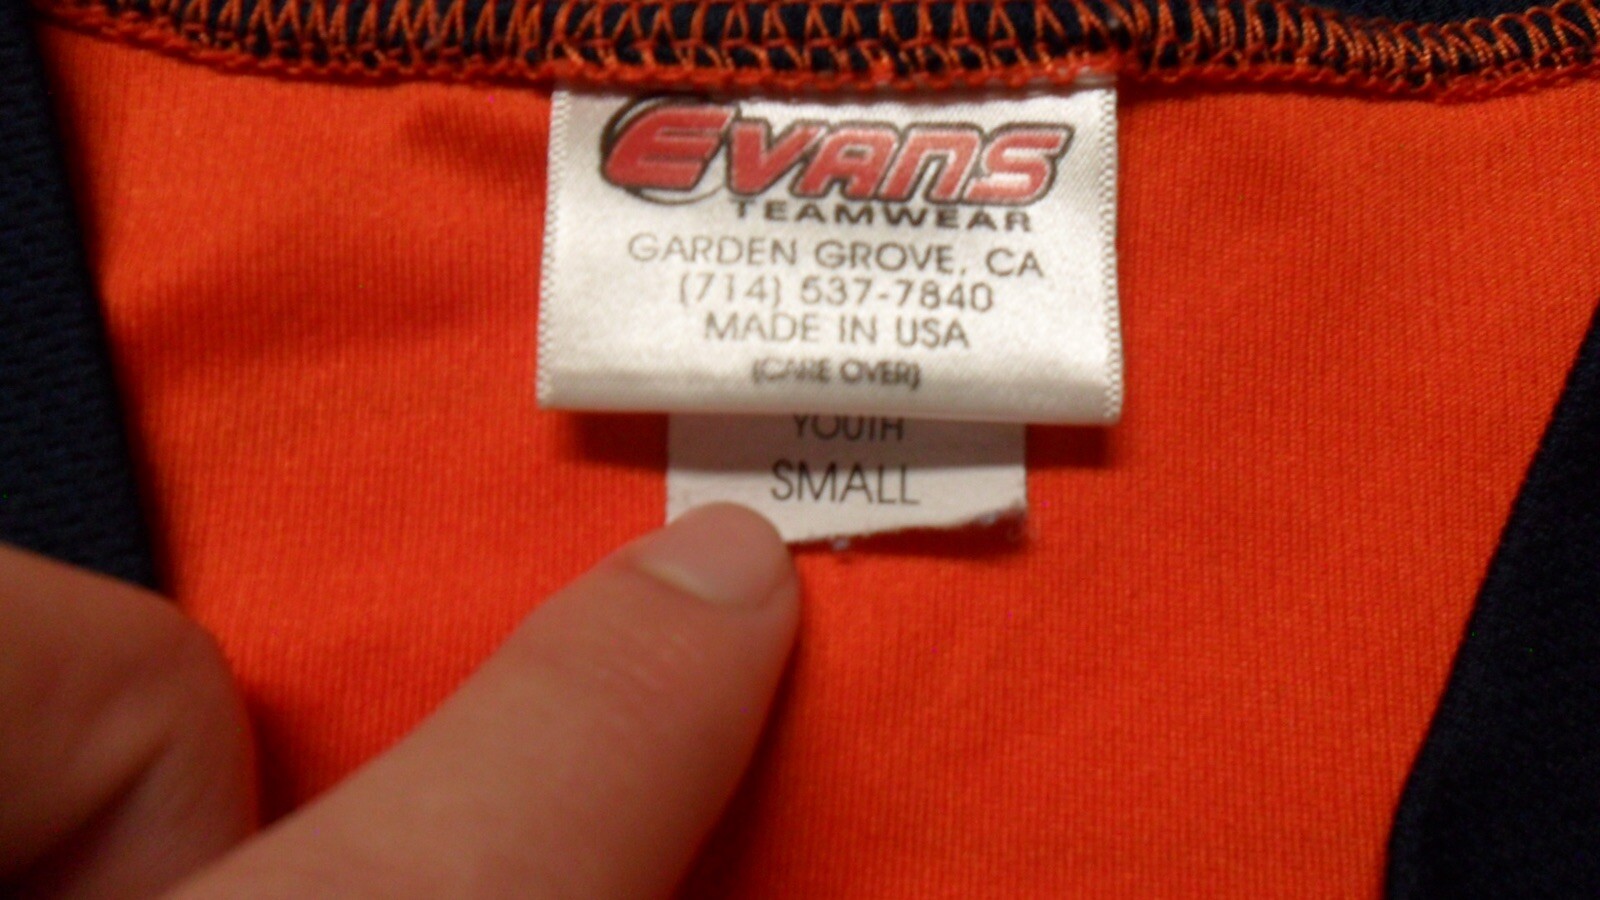 EVANS
TEAMWEAR
GARDEN GROVE, CA
(714) 537-7840
MADE IN USA
(CARE OVER)
YOUTH
SMALL